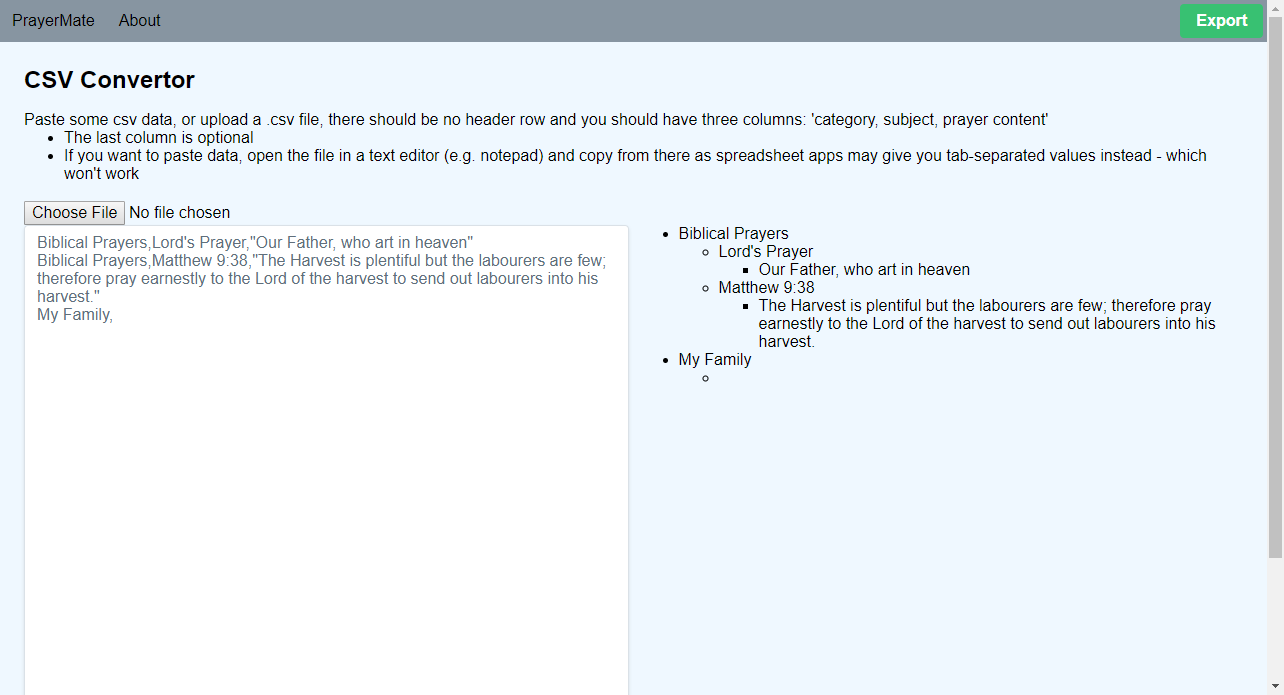 PrayerMate About Export
CSV Convertor
Paste some csv data, or upload a .csv file, there should be no header row and you should have three columns: 'category, subject, prayer content'
The last column is optional
If you want to paste data, open the file in a text editor (e.g. notepad) and copy from there as spreadsheet apps may give you tab-separated values instead - which
won't work
Choose File No file chosen
Biblical Prayers,Lord's Prayer,"Our Father, who art in heaven"
Biblical Prayers,Matthew 9:38,"The Harvest is plentiful but the labourers are few;
therefore pray earnestly to the Lord of the harvest to send out labourers into his
harvest."
My Family,
Biblical Prayers
Lord's Prayer
Our Father, who art in heaven
Matthew 9:38
The Harvest is plentiful but the labourers are few; therefore pray
earnestly to the Lord of the harvest to send out labourers into his
harvest.
My Family